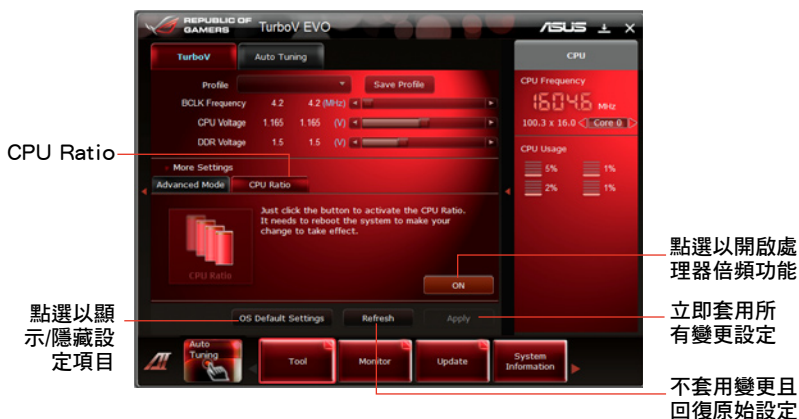 REPUBLIC OF
GAMERS
TurboV EVO
ASUS
TurboV
Auto Tuning
CPU
Profile
Save Profile
BCLK Frequency 4.2 4.2 (MHz)
CPU Voltage 1.165 1.165 (V)
DDR Voltage 1.5 1.5 (V)
CPU Frequency
1604.6 MHz
100.3 x 16.0 Core 0
CPU Usage
5% 1%
2% 1%
CPU Ratio
More Settings
Advanced Mode
CPU Ratio
Just click the button to activate the CPU Ratio.
It needs to reboot the system to make your
change to take effect.
CPU Ratio
ON
點選以開啟處
理器倍頻功能
點選以顯
示/隱藏設
定項目
OS Default Settings
Refresh
Apply
立即套用所
有變更設定
Auto
Tuning
Tool
Monitor
Update
System
Information
不套用變更且
回復原始設定